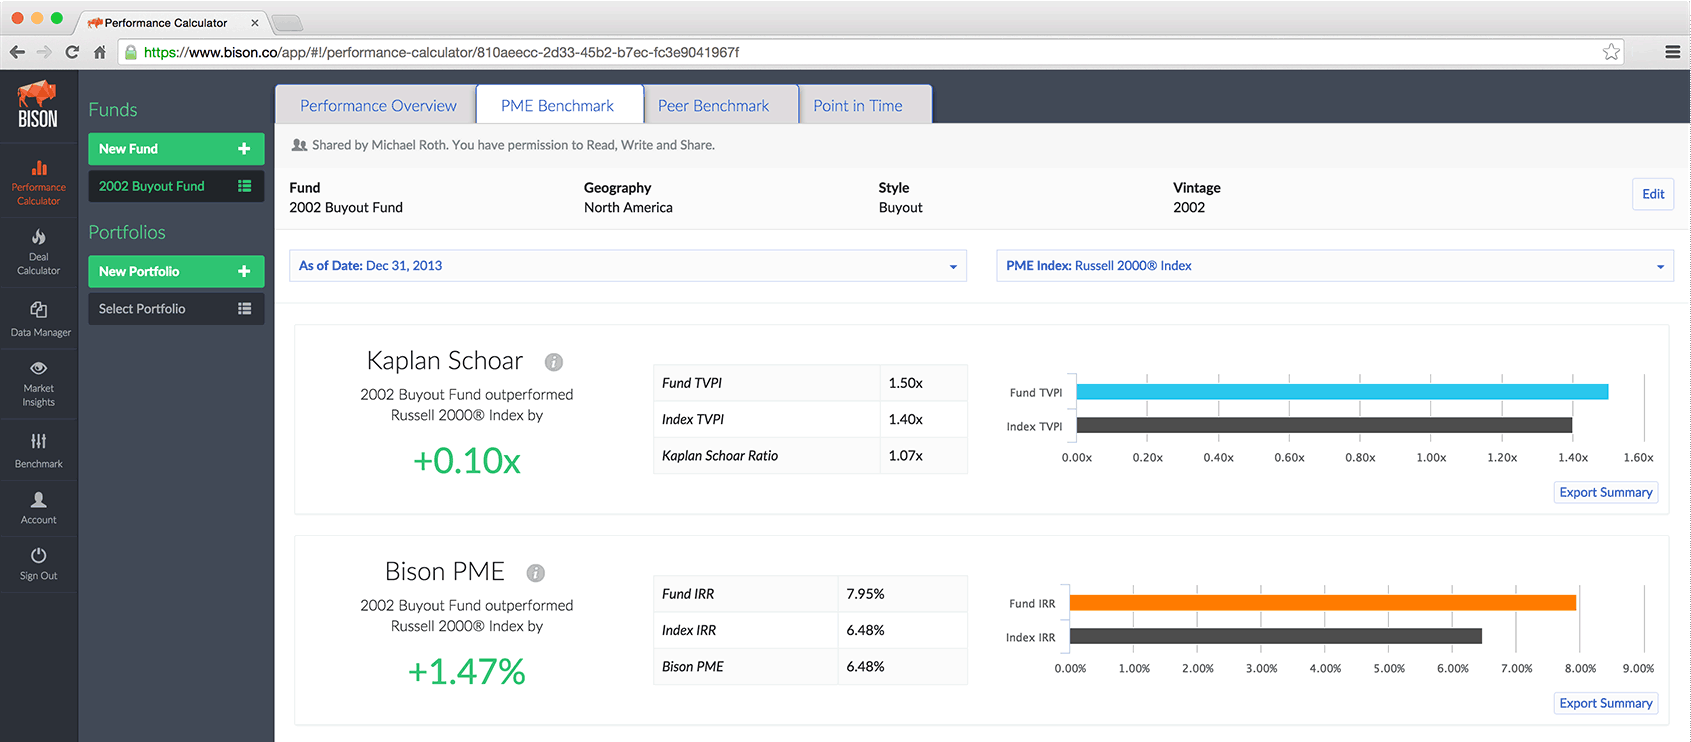 Performance Calculator ×
https://www.bison.co/app/#!/performance-calculator/810aeecc-2d33-45b2-b7ec-fc3e9041967f
BISON
Performance
Calculator
Deal
Calculator
Data Manager
Market
Insights
Benchmark
Account
Sign Out
Funds
New Fund +
2002 Buyout Fund
Portfolios
New Portfolio +
Select Portfolio
Performance Overview PME Benchmark Peer Benchmark Point in Time
Shared by Michael Roth. You have permission to Read, Write and Share.
Fund Geography Style Vintage
2002 Buyout Fund North America Buyout 2002
Edit
As of Date: Dec 31, 2013 PME Index: Russell 2000® Index
Kaplan Schoar i
2002 Buyout Fund outperformed
Russell 2000® Index by
+0.10x
Fund TVPI 1.50x
Index TVPI 1.40x
Kaplan Schoar Ratio 1.07x
Fund TVPI
Index TVPI
0.00x 0.20x 0.40x 0.60x 0.80x 1.00x 1.20x 1.40x 1.60x
Export Summary
Bison PME i
2002 Buyout Fund outperformed
Russell 2000® Index by
+1.47%
Fund IRR 7.95%
Index IRR 6.48%
Bison PME 6.48%
Fund IRR
Index IRR
0.00% 1.00% 2.00% 3.00% 4.00% 5.00% 6.00% 7.00% 8.00% 9.00%
Export Summary